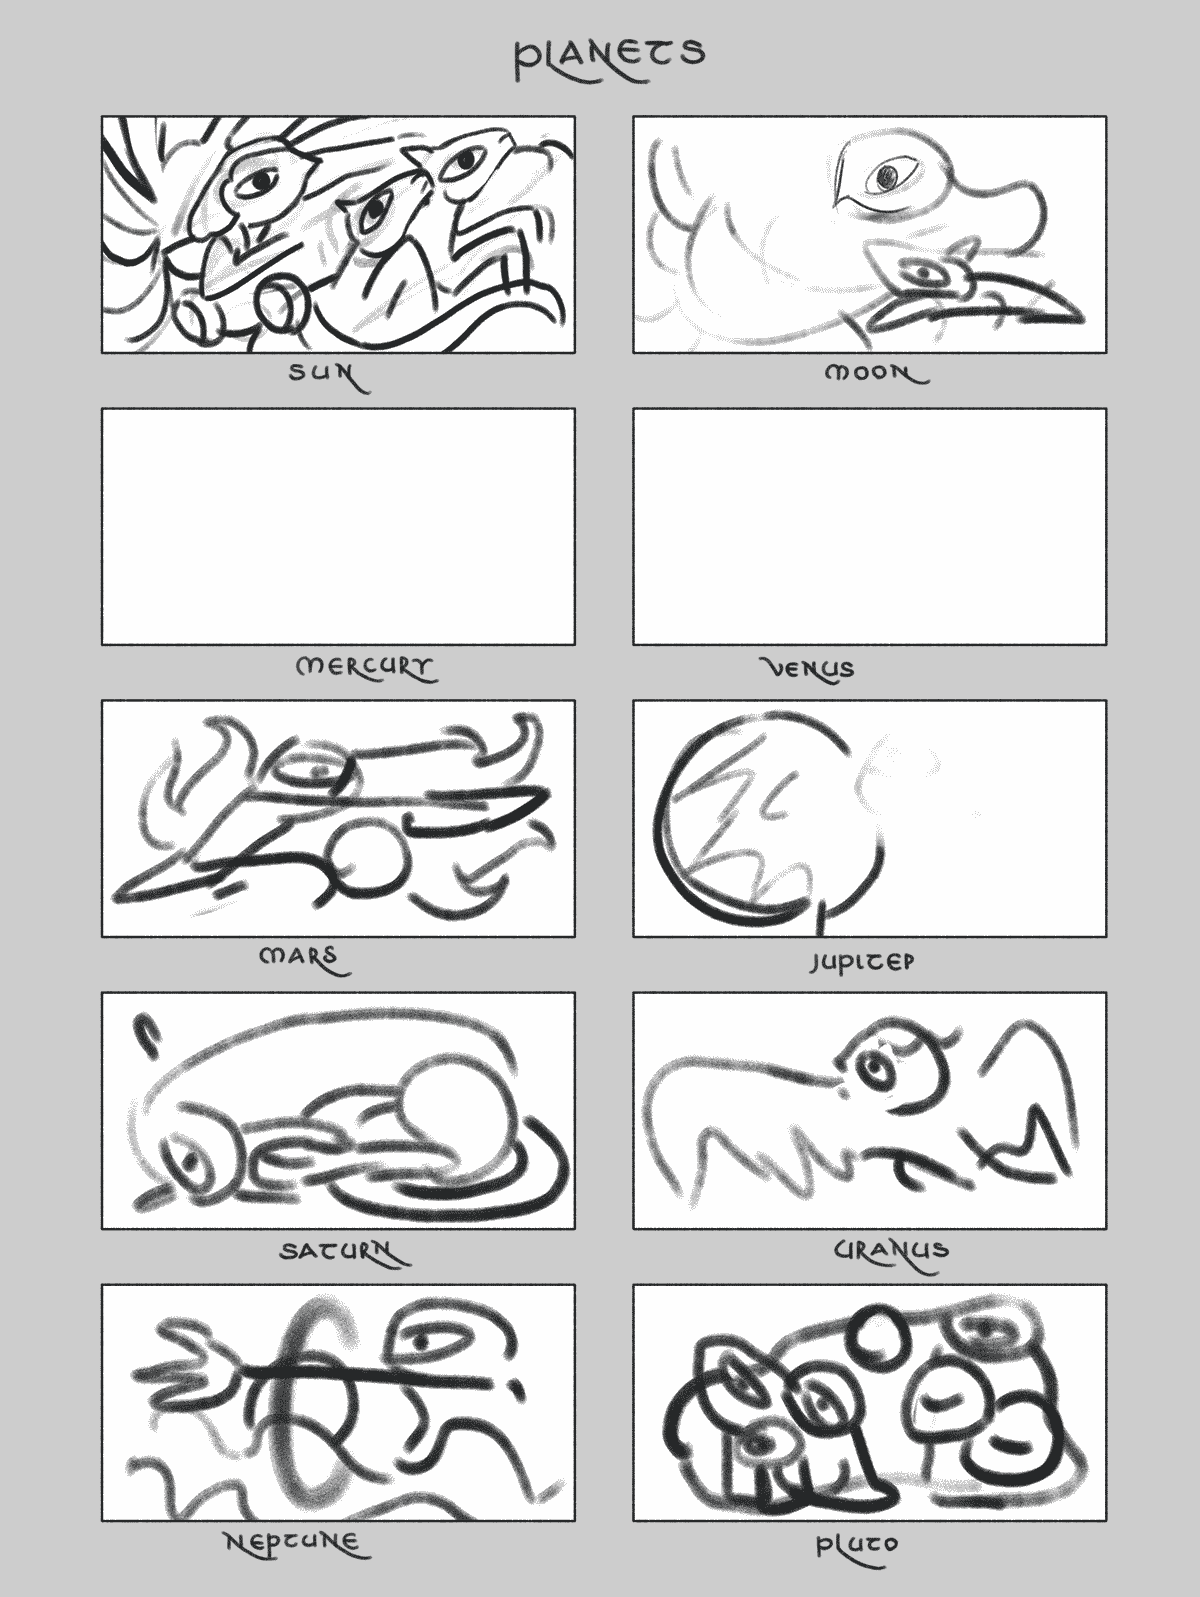 PLANETS
SUN
MOON
MERCURY
VENUS
MARS
JUPITER
SATURN
URANUS
NEPTUNE
PLUTO